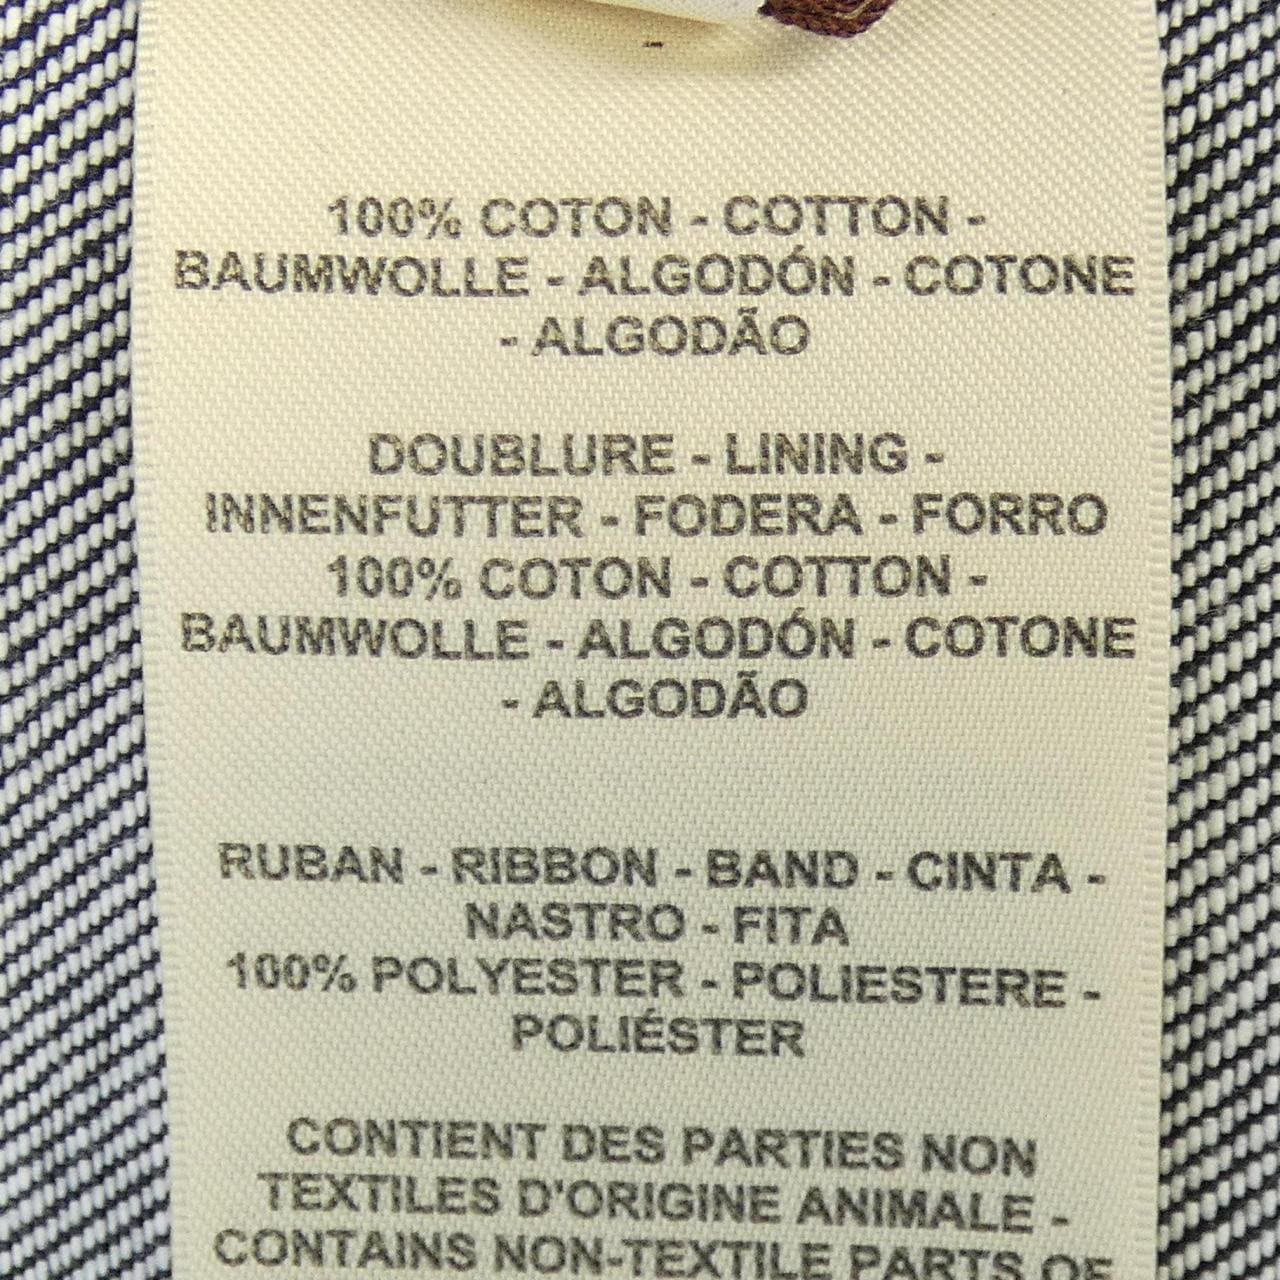 100% COTON - COTTON -
BAUMWOLLE - ALGODÓN - COTONE
- ALGODÃO
DOUBLURE - LINING -
INNENFUTTER - FODERA - FORRO
100% COTON - COTTON -
BAUMWOLLE - ALGODÓN - COTONE
- ALGODÃO
RUBAN - RIBBON - BAND - CINTA -
NASTRO - FITA
100% POLYESTER - POLIESTERE -
POLIÉSTER
CONTIENT DES PARTIES NON
TEXTILES D'ORIGINE ANIMALE -
CONTAINS NON-TEXTILE PARTS OF